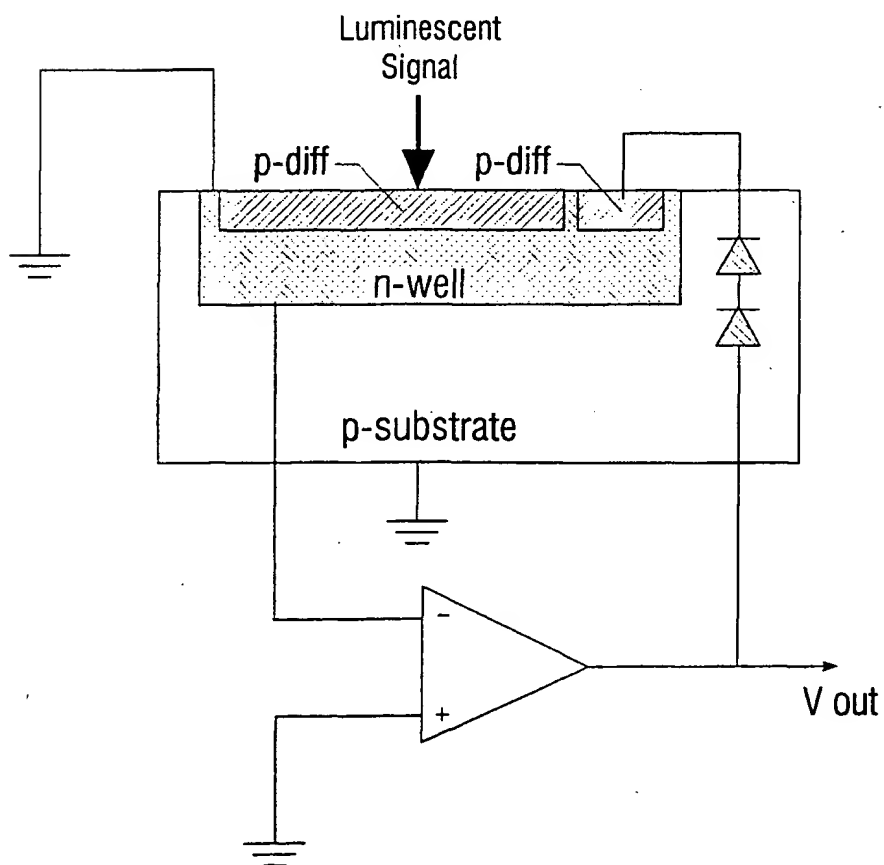 Luminescent
Signal
p-diff
p-diff
n-well
p-substrate
-
+
V out